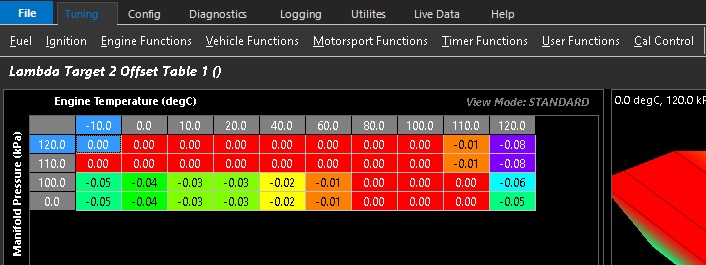 File Tuning Config Diagnostics Logging Utilites Live Data Help
Fuel Ignition Engine Functions Vehicle Functions Motorsport Functions Timer Functions User Functions Cal Control
Lambda Target 2 Offset Table 1 ()
Engine Temperature (degC) View Mode: STANDARD
Manifold Pressure (kPa)
-10.0 0.0 10.0 20.0 40.0 60.0 80.0 100.0 110.0 120.0
120.0 0.00 0.00 0.00 0.00 0.00 0.00 0.00 0.00 -0.01 -0.08
110.0 0.00 0.00 0.00 0.00 0.00 0.00 0.00 0.00 -0.01 -0.08
100.0 -0.05 -0.04 -0.03 -0.03 -0.02 -0.01 0.00 0.00 0.00 -0.06
0.0 -0.05 -0.04 -0.03 -0.03 -0.02 -0.01 0.00 0.00 0.00 -0.05
0.0 degC, 120.0